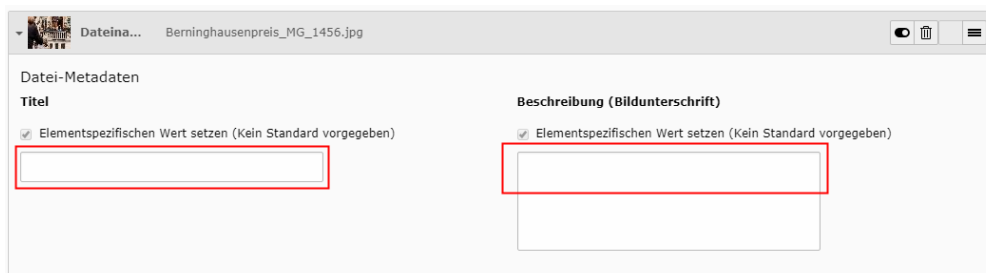 Dateina... Berninghausenpreis_MG_1456.jpg
Datei-Metadaten
Titel
Elementspezifischen Wert setzen (Kein Standard vorgegeben)
Beschreibung (Bildunterschrift)
Elementspezifischen Wert setzen (Kein Standard vorgegeben)